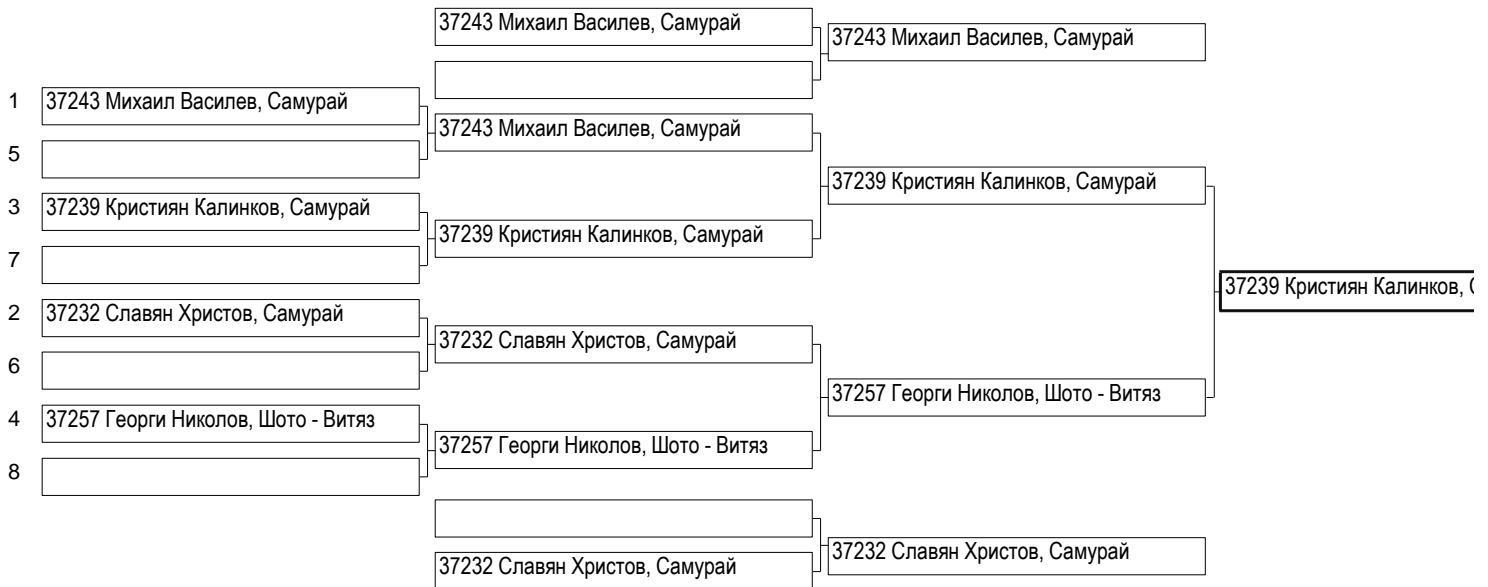 37243 Михаил Василев, Самурай
37243 Михаил Василев, Самурай
1 37243 Михаил Василев, Самурай
37243 Михаил Василев, Самурай
5
37239 Кристиян Калинков, Самурай
3 37239 Кристиян Калинков, Самурай
37239 Кристиян Калинков, Самурай
7
37239 Кристиян Калинков,
2 37232 Славян Христов, Самурай
37232 Славян Христов, Самурай
6
37257 Георги Николов, Шото - Витяз
4 37257 Георги Николов, Шото - Витяз
37257 Георги Николов, Шото - Витяз
8
37232 Славян Христов, Самурай
37232 Славян Христов, Самурай